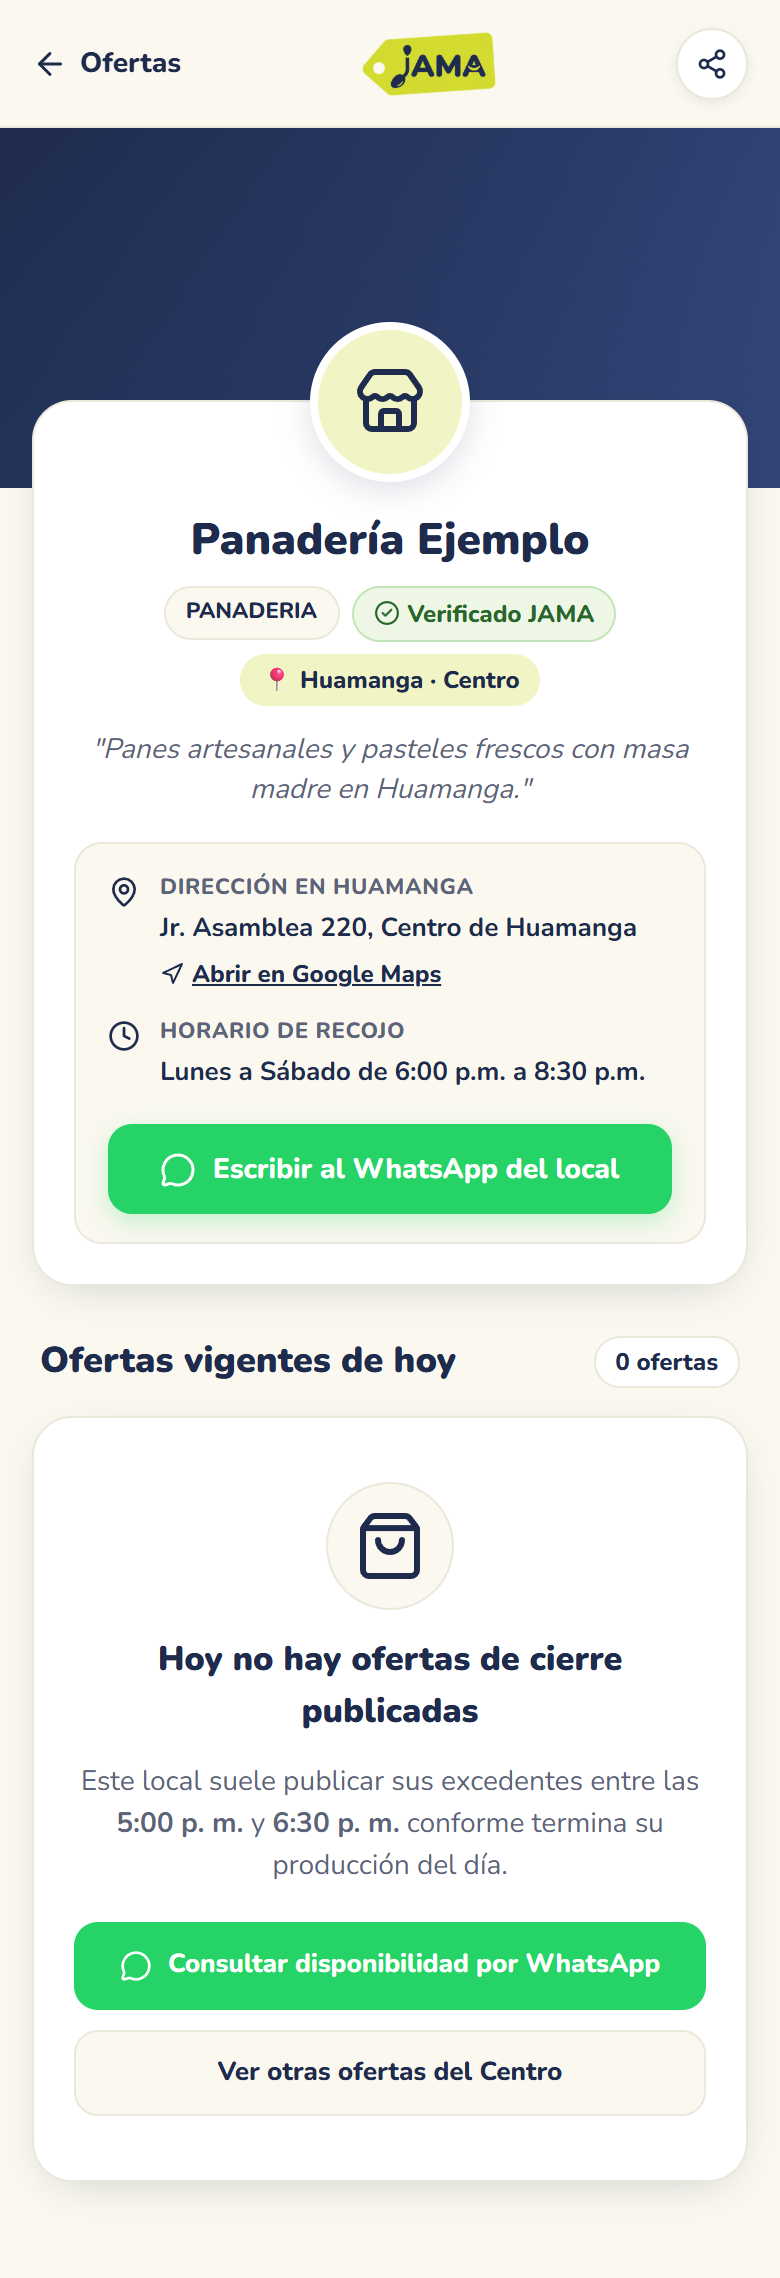 Ofertas
JAMA
Panadería Ejemplo
PANADERIA
Verificado JAMA
📍 Huamanga · Centro
"Panes artesanales y pasteles frescos con masa
madre en Huamanga."
DIRECCIÓN EN HUAMANGA
Jr. Asamblea 220, Centro de Huamanga
Abrir en Google Maps
HORARIO DE RECOJO
Lunes a Sábado de 6:00 p.m. a 8:30 p.m.
Escribir al WhatsApp del local
Ofertas vigentes de hoy
0 ofertas
Hoy no hay ofertas de cierre
publicadas
Este local suele publicar sus excedentes entre las
5:00 p. m. y 6:30 p. m. conforme termina su
producción del día.
Consultar disponibilidad por WhatsApp
Ver otras ofertas del Centro